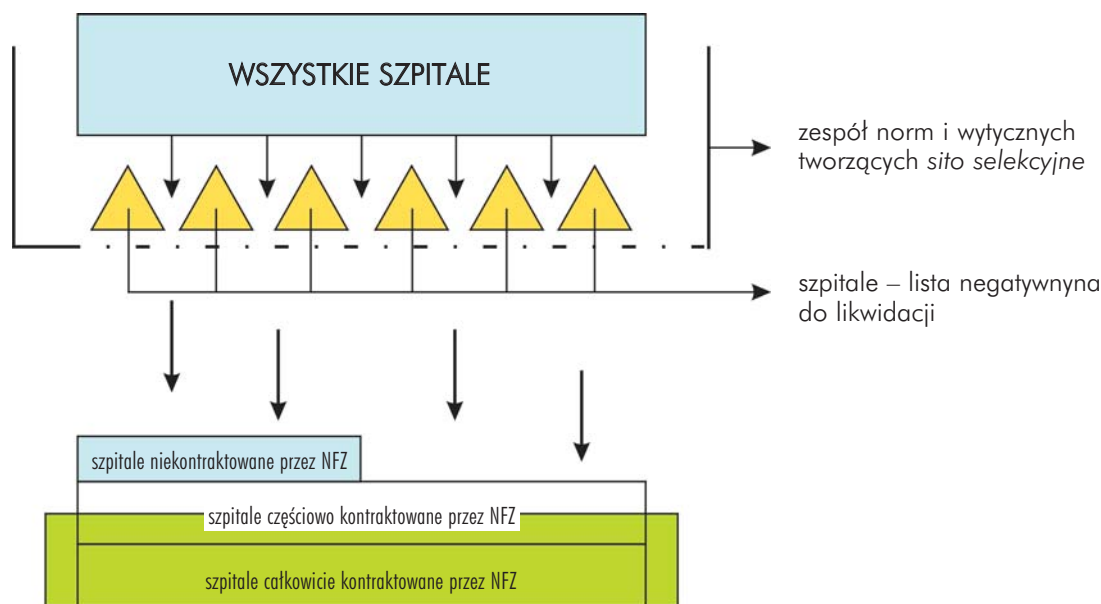 WSZYSTKIE SZPITALE
zespół norm i wytycznych
tworzących sito selekcyjne
szpitale – lista negatywnyna
do likwidacji
szpitale niekontraktowane przez NFZ
szpitale częściowo kontraktowane przez NFZ
szpitale całkowicie kontraktowane przez NFZ